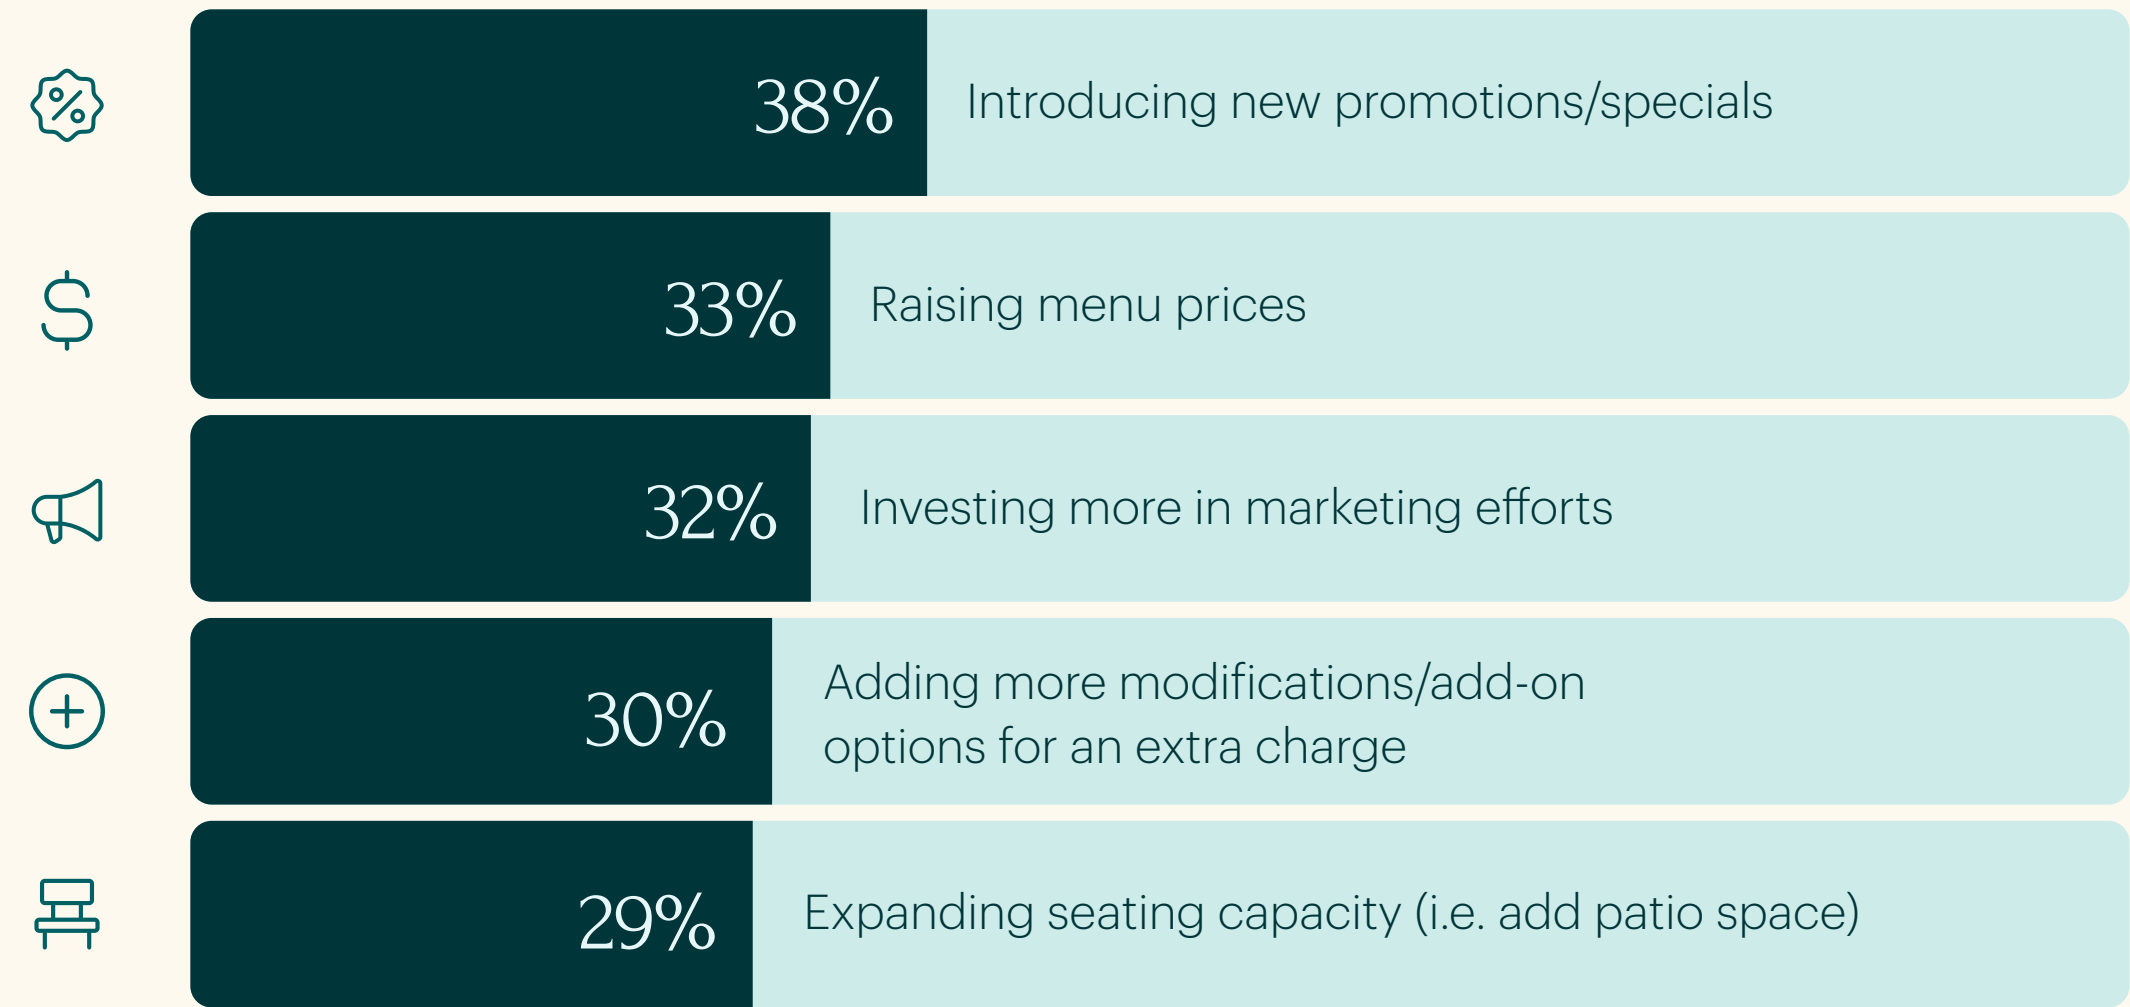 38% Introducing new promotions/specials
33% Raising menu prices
32% Investing more in marketing efforts
30% Adding more modifications/add-on
options for an extra charge
29% Expanding seating capacity (i.e. add patio space)